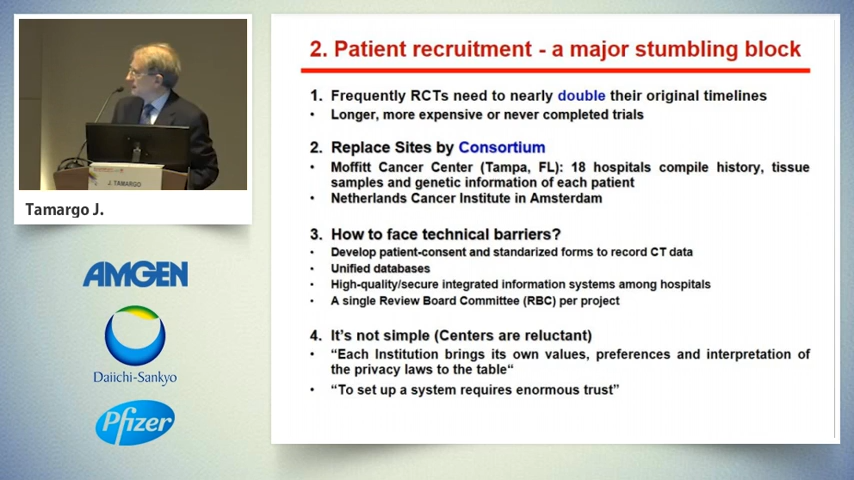 2. Patient recruitment - a major stumbling block
1. Frequently RCTs need to nearly double their original timelines
• Longer, more expensive or never completed trials
2. Replace Sites by Consortium
• Moffitt Cancer Center (Tampa, FL): 18 hospitals compile history, tissue
samples and genetic information of each patient
• Netherlands Cancer Institute in Amsterdam
3. How to face technical barriers?
• Develop patient-consent and standarized forms to record CT data
• Unified databases
• High-quality/secure integrated information systems among hospitals
• A single Review Board Committee (RBC) per project
4. It's not simple (Centers are reluctant)
• “Each Institution brings its own values, preferences and interpretation of
the privacy laws to the table“
• “To set up a system requires enormous trust”
J. TAMARGO
Tamargo J.
AMGEN
Daiichi-Sankyo
Pfizer